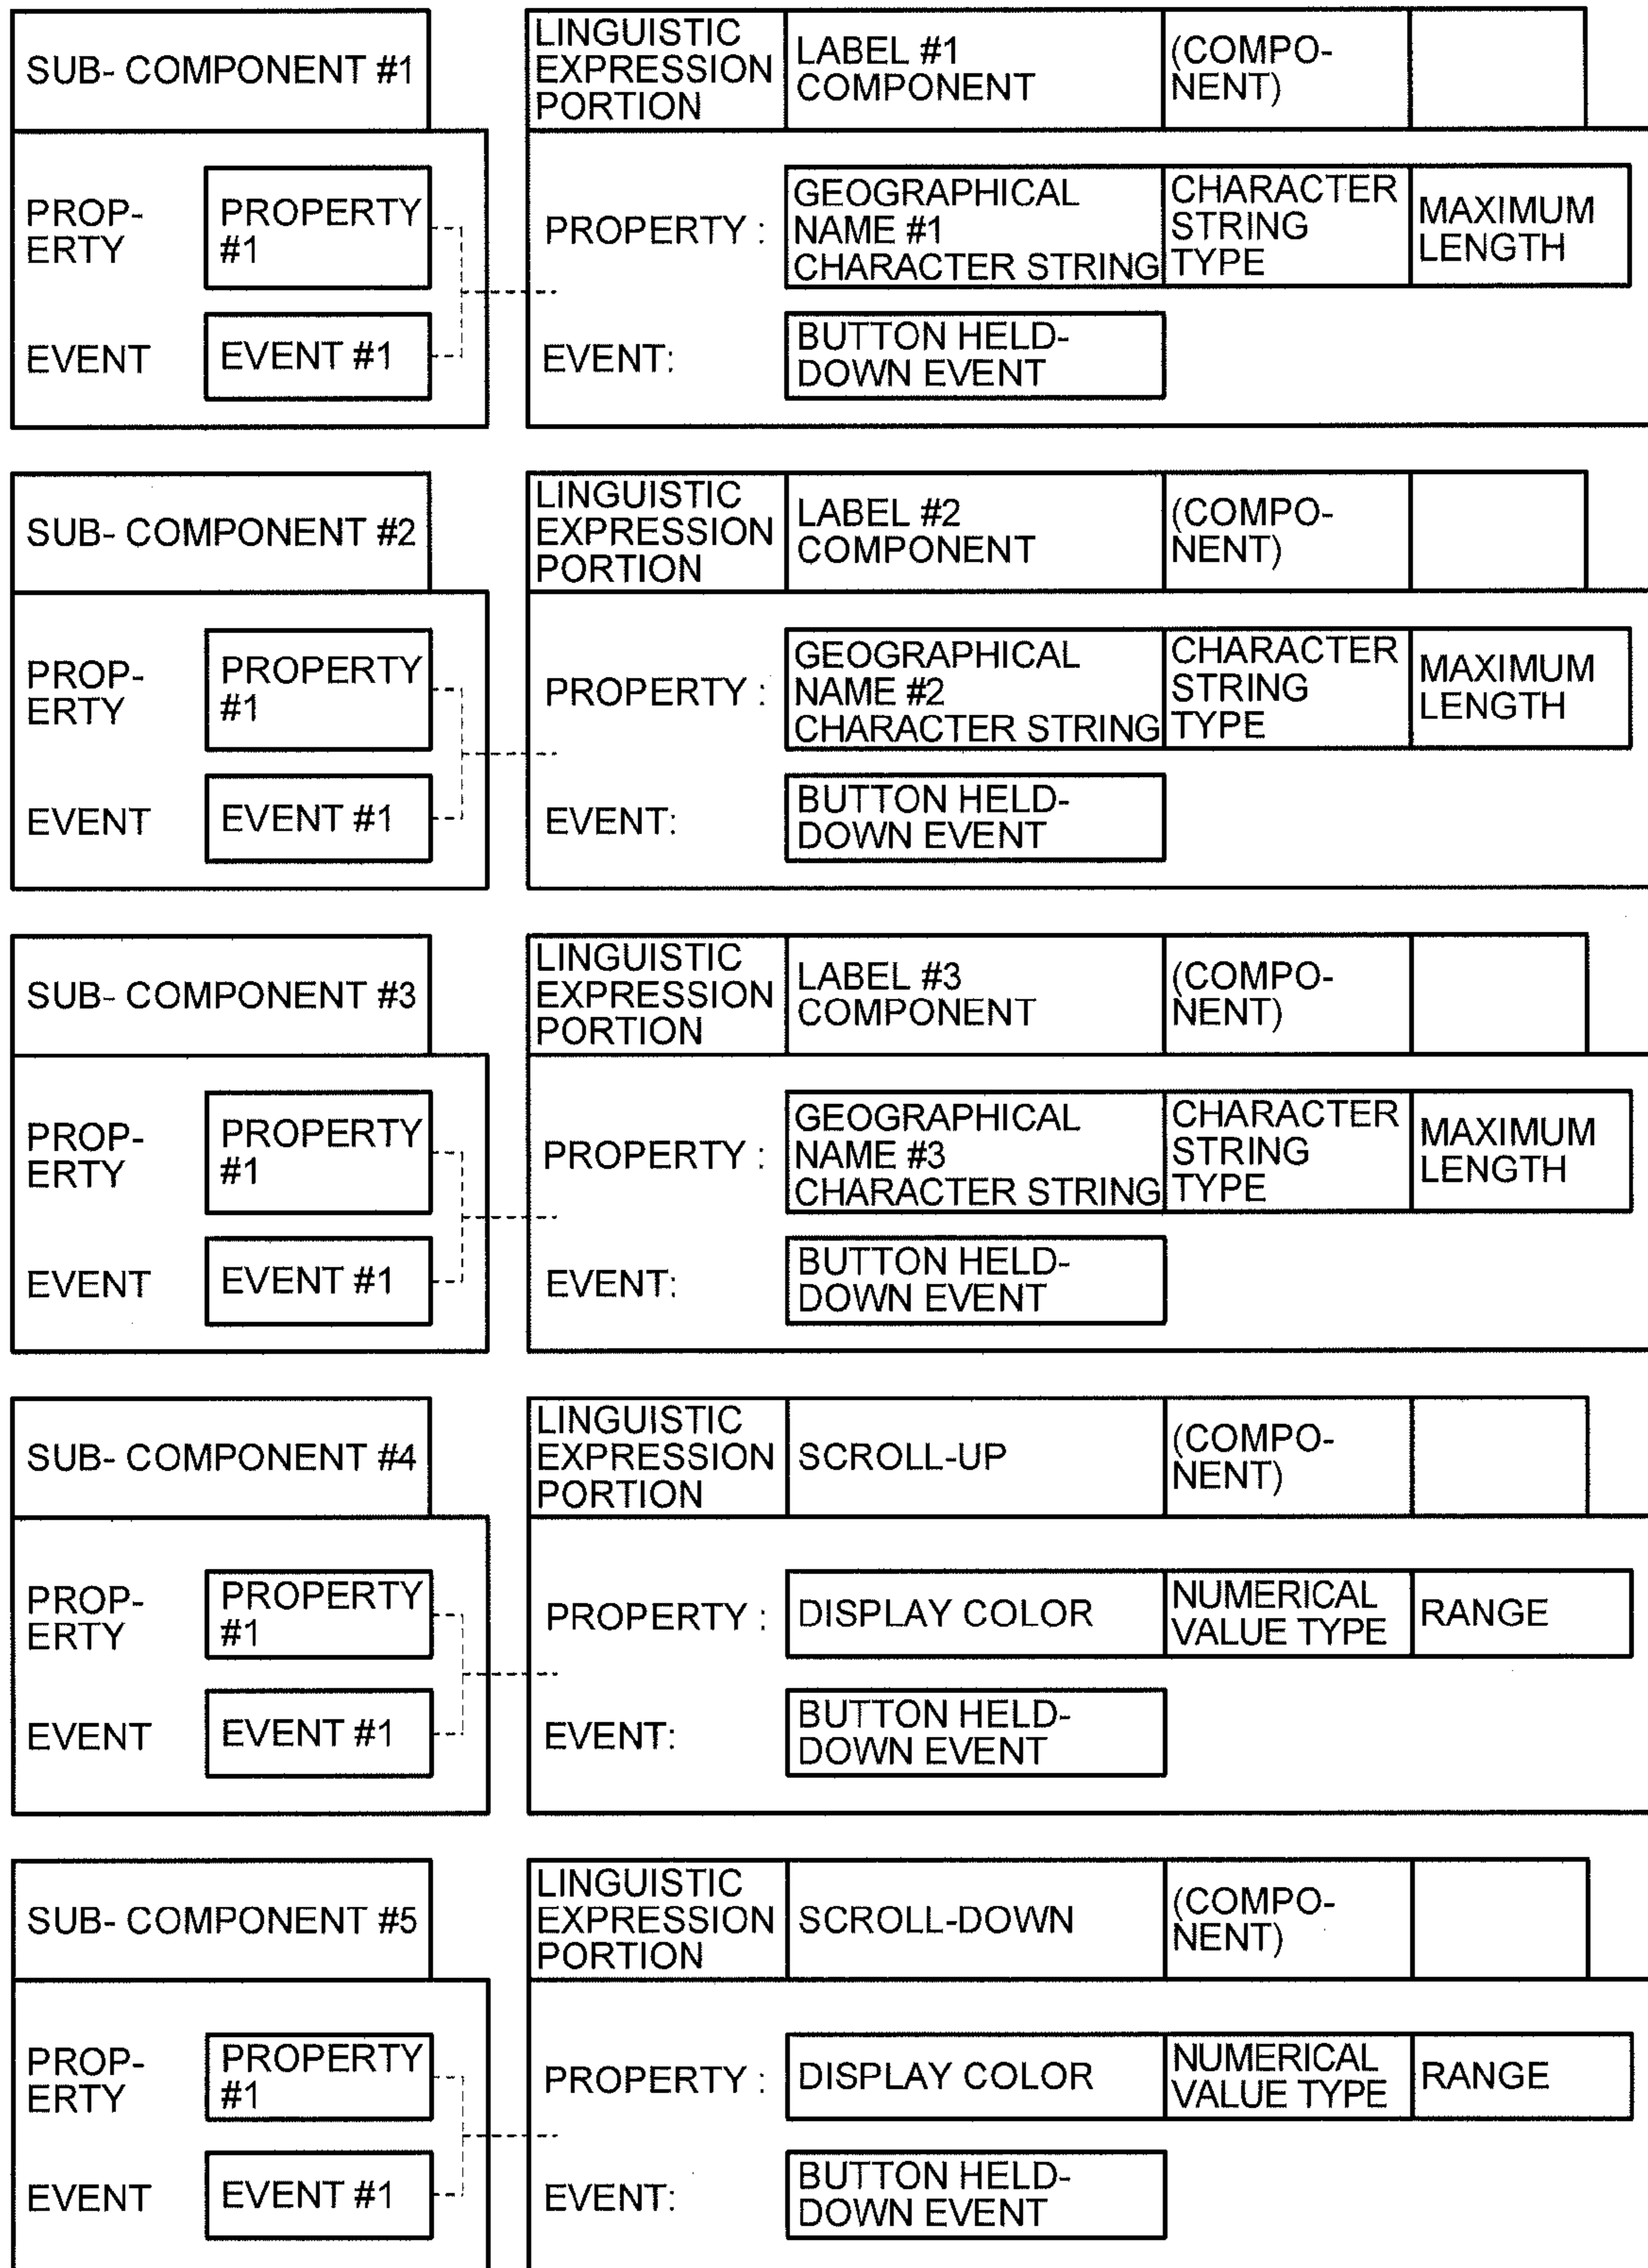 SUB- COMPONENT #1
LINGUISTIC
EXPRESSION
PORTION
LABEL #1
COMPONENT
(COMPO-
NENT)
PROP-
ERTY
PROPERTY
#1
PROPERTY :
GEOGRAPHICAL
NAME #1
CHARACTER STRING
CHARACTER
STRING
TYPE
MAXIMUM
LENGTH
EVENT
EVENT #1
EVENT:
BUTTON HELD-
DOWN EVENT
SUB- COMPONENT #2
LINGUISTIC
EXPRESSION
PORTION
LABEL #2
COMPONENT
(COMPO-
NENT)
PROP-
ERTY
PROPERTY
#1
PROPERTY :
GEOGRAPHICAL
NAME #2
CHARACTER STRING
CHARACTER
STRING
TYPE
MAXIMUM
LENGTH
EVENT
EVENT #1
EVENT:
BUTTON HELD-
DOWN EVENT
SUB- COMPONENT #3
LINGUISTIC
EXPRESSION
PORTION
LABEL #3
COMPONENT
(COMPO-
NENT)
PROP-
ERTY
PROPERTY
#1
PROPERTY :
GEOGRAPHICAL
NAME #3
CHARACTER STRING
CHARACTER
STRING
TYPE
MAXIMUM
LENGTH
EVENT
EVENT #1
EVENT:
BUTTON HELD-
DOWN EVENT
SUB- COMPONENT #4
LINGUISTIC
EXPRESSION
PORTION
SCROLL-UP
(COMPO-
NENT)
PROP-
ERTY
PROPERTY
#1
PROPERTY :
DISPLAY COLOR
NUMERICAL
VALUE TYPE
RANGE
EVENT
EVENT #1
EVENT:
BUTTON HELD-
DOWN EVENT
SUB- COMPONENT #5
LINGUISTIC
EXPRESSION
PORTION
SCROLL-DOWN
(COMPO-
NENT)
PROP-
ERTY
PROPERTY
#1
PROPERTY :
DISPLAY COLOR
NUMERICAL
VALUE TYPE
RANGE
EVENT
EVENT #1
EVENT:
BUTTON HELD-
DOWN EVENT